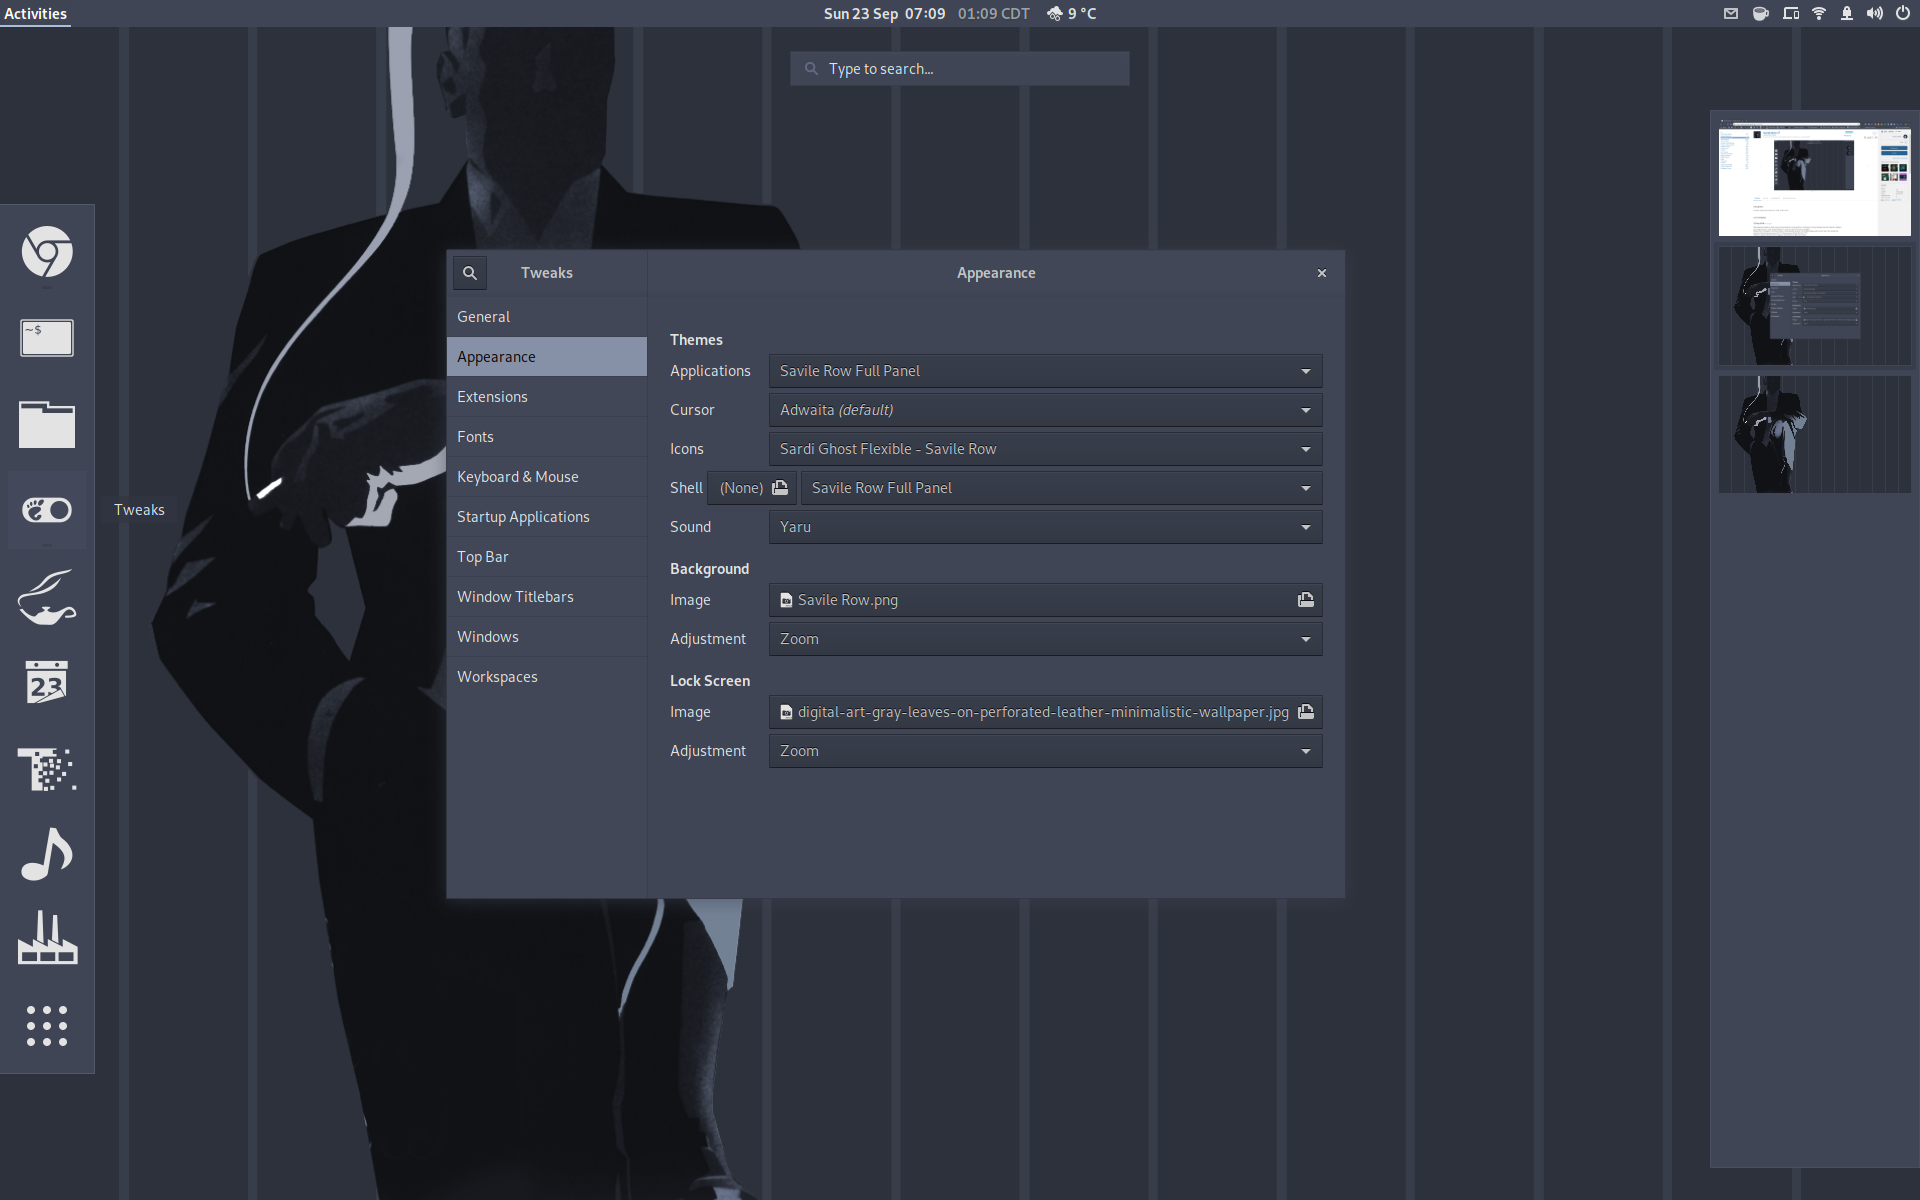 Activities
Sun 23 Sep 07:09 01:09 CDT 9 °C
Type to search...
~$
Tweaks
23
Tweaks
Appearance
General
Appearance
Extensions
Fonts
Keyboard & Mouse
Startup Applications
Top Bar
Window Titlebars
Windows
Workspaces
Themes
Applications Savile Row Full Panel
Cursor Adwaita (default)
Icons Sardi Ghost Flexible - Savile Row
Shell (None) Savile Row Full Panel
Sound Yaru
Background
Image Savile Row.png
Adjustment Zoom
Lock Screen
Image digital-art-gray-leaves-on-perforated-leather-minimalistic-wallpaper.jpg
Adjustment Zoom